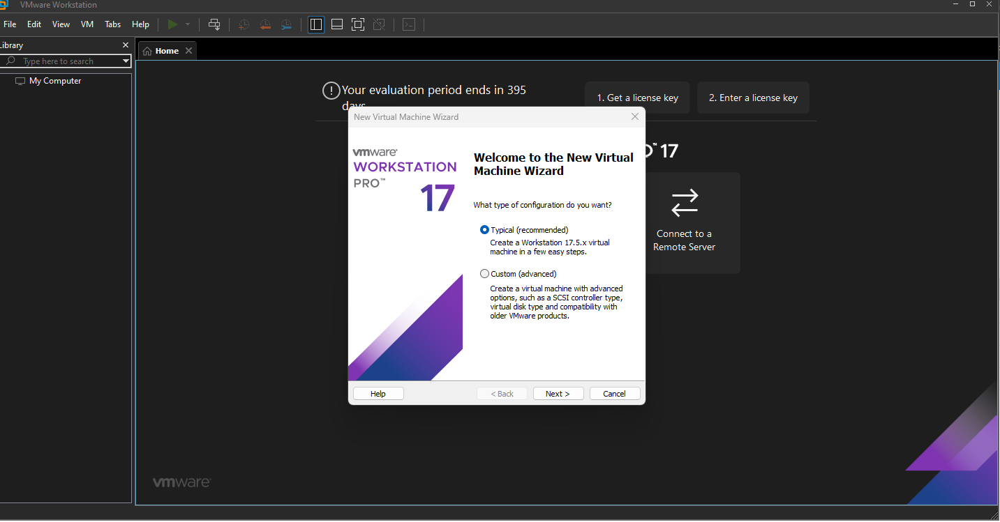 VMware Workstation
File Edit View VM Tabs Help
Library
Type here to search
My Computer
Home
Your evaluation period ends in 395
days
1. Get a license key
2. Enter a license key
™ 17
Connect to a
Remote Server
New Virtual Machine Wizard
vmware®
WORKSTATION
PRO™
17
Welcome to the New Virtual
Machine Wizard
What type of configuration do you want?
Typical (recommended)
Create a Workstation 17.5.x virtual
machine in a few easy steps.
Custom (advanced)
Create a virtual machine with advanced
options, such as a SCSI controller type,
virtual disk type and compatibility with
older VMware products.
Help
< Back
Next >
Cancel
vmware®